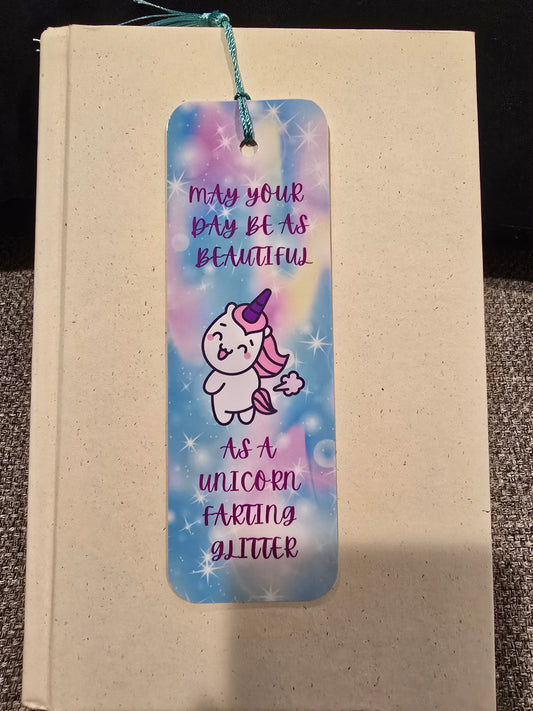 MAY YOUR
DAY BE AS
BEAUTIFUL
AS A
UNICORN
FARTING
GLITTER